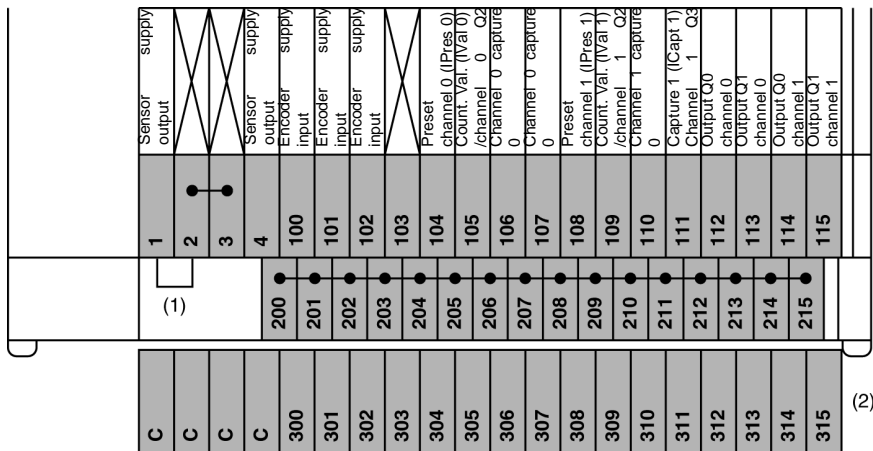 Sensor supply
output
Sensor supply
output
Encoder supply
input
Encoder supply
input
Encoder supply
input
Preset
channel 0 (IPres 0)
Count. Val. (IVal 0)
/channel 0 Q2
Channel 0 capture
0
Channel 0 capture
0
Preset
channel 1 (IPres 1)
Count. Val. (IVal 1)
/channel 1 Q2
Channel 1 capture
0
Capture 1 (ICapt 1)
Channel 1 Q3
Output Q0
channel 0
Output Q1
channel 0
Output Q0
channel 1
Output Q1
channel 1
1 2 3 4 100 101 102 103 104 105 106 107 108 109 110 111 112 113 114 115
(1)
200 201 202 203 204 205 206 207 208 209 210 211 212 213 214 215
C C C C 300 301 302 303 304 305 306 307 308 309 310 311 312 313 314 315
(2)